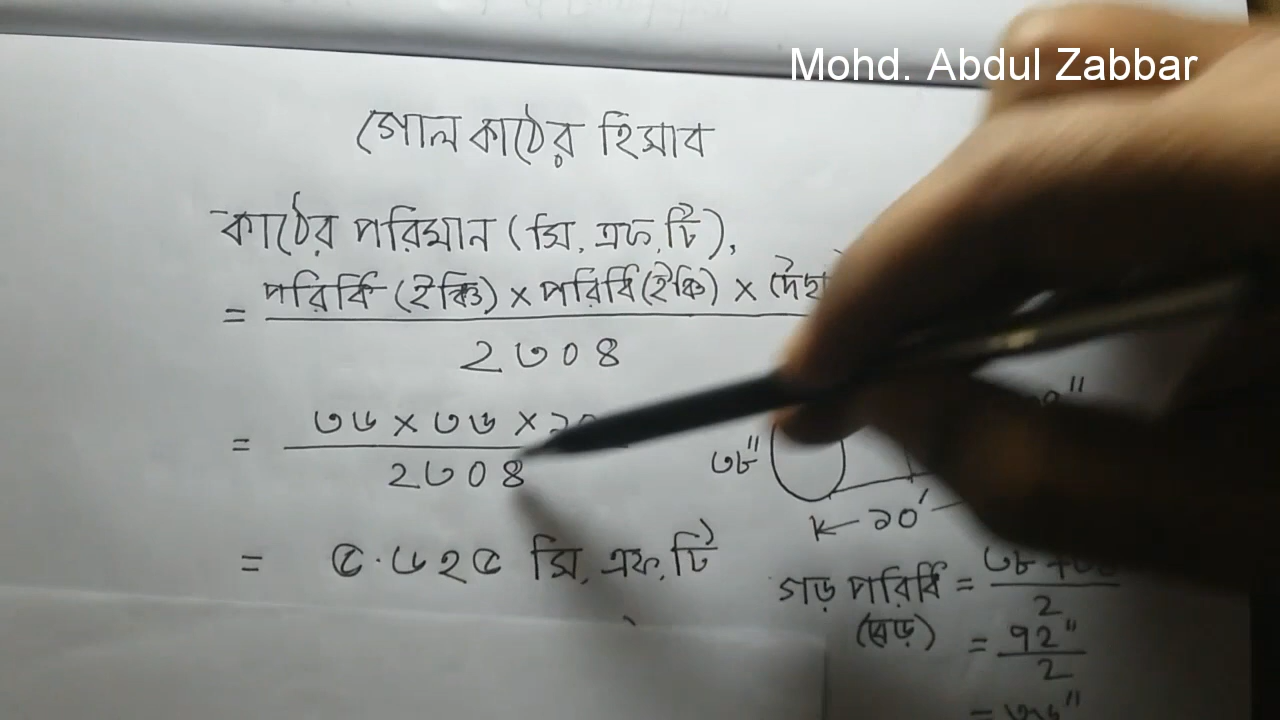 Mohd. Abdul Zabbar
গোল কাঠের হিসাব
কাঠের পরিমান (সি. এফ. টি),
= পরিধি (ইঞ্চি) × পরিধি (ইঞ্চি) ×
২৩০৪
= ৩৬ × ৩৬ ×
২৩০৪
= ৫.৬২৫ সি. এফ. টি
৩৮"
১০'
গড় পরিধি =
২
(বেড়)
= ৭২"
২
= ৩৬"